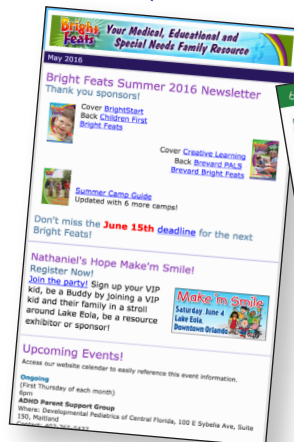 Bright Feats
Your Medical, Educational and
Special Needs Family Resource
May 2016
Bright Feats Summer 2016 Newsletter
Thank you sponsors!
Cover BrightStart
Back Children First
Bright Feats
Cover Creative Learning
Back Brevard PALS
Brevard Bright Feats
Summer Camp Guide
Updated with 6 more camps!
Don't miss the June 15th deadline for the next
Bright Feats!
Nathaniel's Hope Make'm Smile!
Register Now!
Join the party! Sign up your VIP
kid, be a Buddy by joining a VIP
kid and their family in a stroll
around Lake Eola, be a resource
exhibitor or sponsor!
Make'm Smile
Saturday, June 4
Lake Eola,
Downtown Orlando
Upcoming Events!
Access our website calendar to easily reference this event information.
Ongoing
(First Thursday of each month)
6pm
ADHD Parent Support Group
Where: Developmental Pediatrics of Central Florida, 100 E Sybelia Ave, Suite
150, Maitland